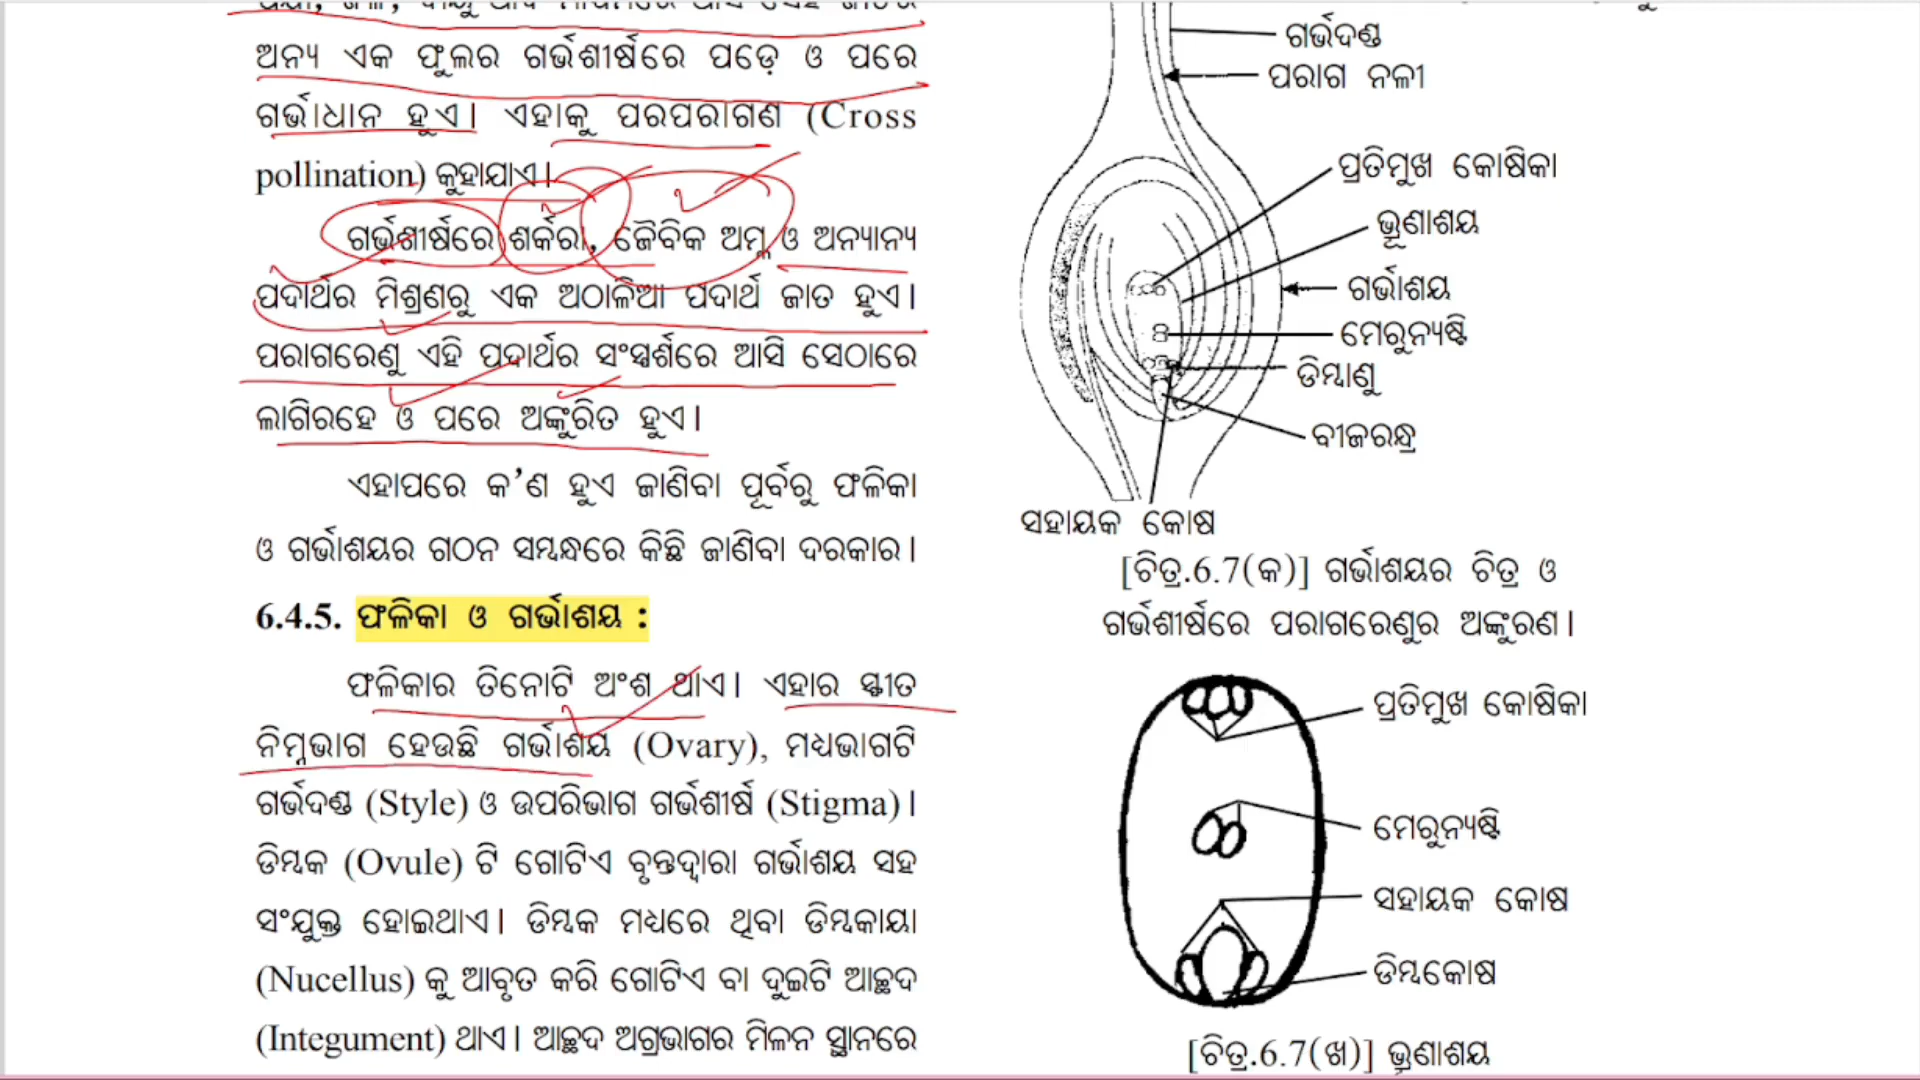 ଅନ୍ୟ ଏକ ଫୁଲର ଗର୍ଭଶୀର୍ଷରେ ପଡ଼େ ଓ ପରେ
ଗର୍ଭାଧାନ ହୁଏ। ଏହାକୁ ପରପରାଗଣ (Cross
pollination) କୁହାଯାଏ।
ଗର୍ଭଶୀର୍ଷରେ ଶର୍କରା, ଜୈବିକ ଅମ୍ଳ ଓ ଅନ୍ୟାନ୍ୟ
ପଦାର୍ଥର ମିଶ୍ରଣରୁ ଏକ ଅଠାଳିଆ ପଦାର୍ଥ ଜାତ ହୁଏ।
ପରାଗରେଣୁ ଏହି ପଦାର୍ଥର ସଂସ୍ପର୍ଶରେ ଆସି ସେଠାରେ
ଲାଗିରହେ ଓ ପରେ ଅଙ୍କୁରିତ ହୁଏ।
ଏହାପରେ କ’ଣ ହୁଏ ଜାଣିବା ପୂର୍ବରୁ ଫଳିକା
ଓ ଗର୍ଭାଶୟର ଗଠନ ସମ୍ବନ୍ଧରେ କିଛି ଜାଣିବା ଦରକାର।
6.4.5. ଫଳିକା ଓ ଗର୍ଭାଶୟ :
ଫଳିକାର ତିନୋଟି ଅଂଶ ଥାଏ। ଏହାର ସ୍ଫୀତ
ନିମ୍ନଭାଗ ହେଉଛି ଗର୍ଭାଶୟ (Ovary), ମଧ୍ୟଭାଗଟି
ଗର୍ଭଦଣ୍ଡ (Style) ଓ ଉପରିଭାଗ ଗର୍ଭଶୀର୍ଷ (Stigma)।
ଡିମ୍ବକ (Ovule) ଟି ଗୋଟିଏ ବୃନ୍ତଦ୍ୱାରା ଗର୍ଭାଶୟ ସହ
ସଂଯୁକ୍ତ ହୋଇଥାଏ। ଡିମ୍ବକ ମଧ୍ୟରେ ଥିବା ଡିମ୍ବକାୟା
(Nucellus) କୁ ଆବୃତ କରି ଗୋଟିଏ ବା ଦୁଇଟି ଆଚ୍ଛଦ
(Integument) ଥାଏ। ଆଚ୍ଛଦ ଅଗ୍ରଭାଗର ମିଳନ ସ୍ଥାନରେ
ଗର୍ଭଦଣ୍ଡ
ପରାଗ ନଳୀ
ପ୍ରତିମୁଖ କୋଷିକା
ଭ୍ରୂଣାଶୟ
ଗର୍ଭାଶୟ
ମେରୁନ୍ୟଷ୍ଟି
ଡିମ୍ବାଣୁ
ବୀଜରନ୍ଧ୍ର
ସହାୟକ କୋଷ
[ଚିତ୍ର.6.7(କ)] ଗର୍ଭାଶୟର ଚିତ୍ର ଓ
ଗର୍ଭଶୀର୍ଷରେ ପରାଗରେଣୁର ଅଙ୍କୁରଣ।
ପ୍ରତିମୁଖ କୋଷିକା
ମେରୁନ୍ୟଷ୍ଟି
ସହାୟକ କୋଷ
ଡିମ୍ବକୋଷ
[ଚିତ୍ର.6.7(ଖ)] ଭ୍ରୂଣାଶୟ